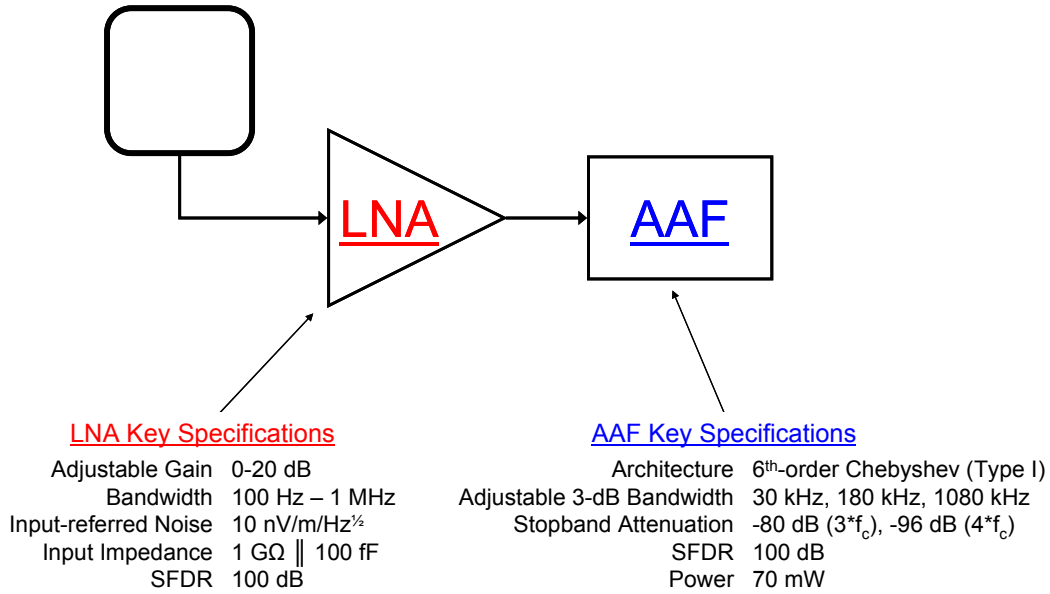 LNA
AAF
LNA Key Specifications
Adjustable Gain 0-20 dB
Bandwidth 100 Hz – 1 MHz
Input-referred Noise 10 nV/m/Hz½
Input Impedance 1 GΩ ‖ 100 fF
SFDR 100 dB
AAF Key Specifications
Architecture 6th-order Chebyshev (Type I)
Adjustable 3-dB Bandwidth 30 kHz, 180 kHz, 1080 kHz
Stopband Attenuation -80 dB (3*fc), -96 dB (4*fc)
SFDR 100 dB
Power 70 mW